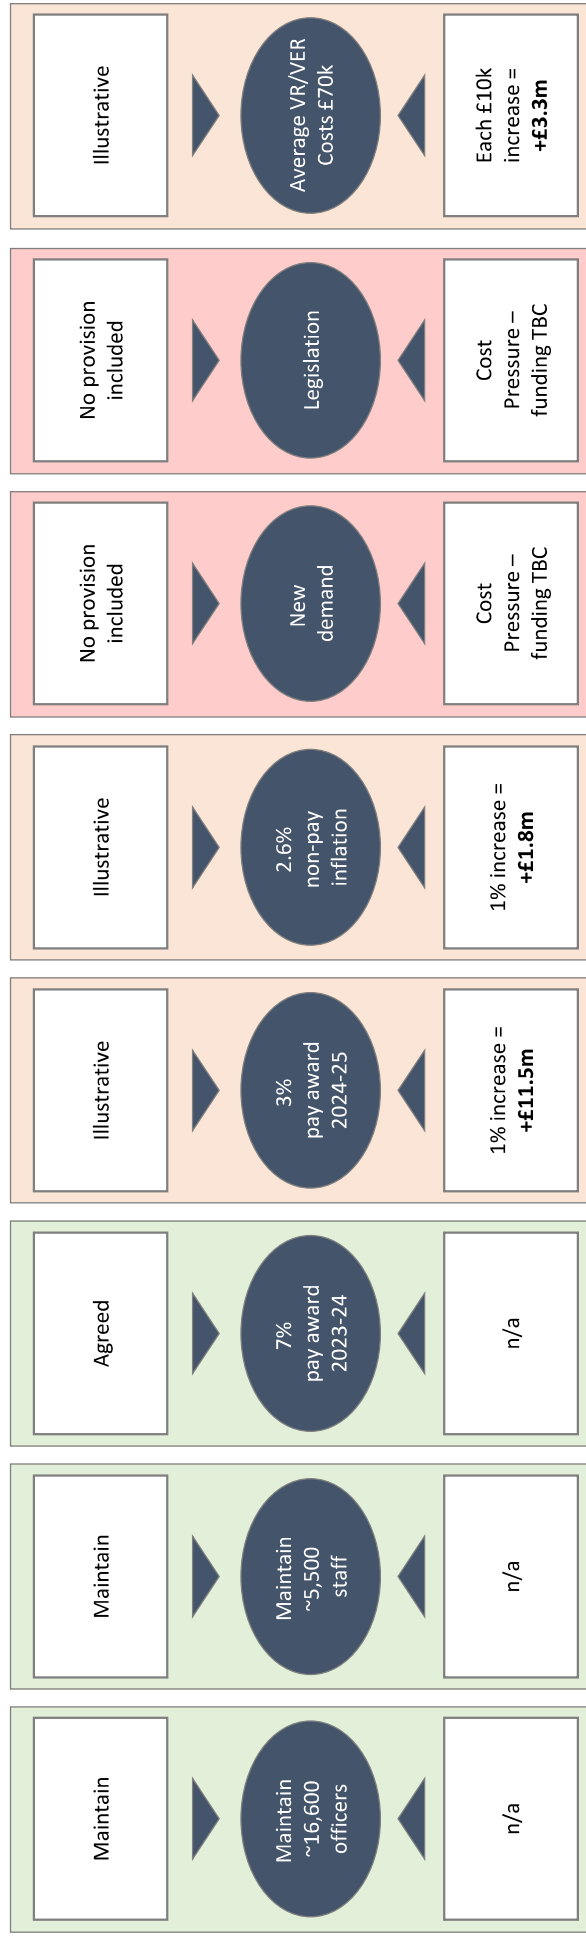 Maintain
Maintain
~16,600
officers
n/a
Maintain
Maintain
~5,500
staff
n/a
Agreed
7%
pay award
2023-24
n/a
Illustrative
3%
pay award
2024-25
1% increase =
+£11.5m
Illustrative
2.6%
non-pay
inflation
1% increase =
+£1.8m
No provision
included
New
demand
Cost
Pressure –
funding TBC
No provision
included
Legislation
Cost
Pressure –
funding TBC
Illustrative
Average VR/VER
Costs £70k
Each £10k
increase =
+£3.3m